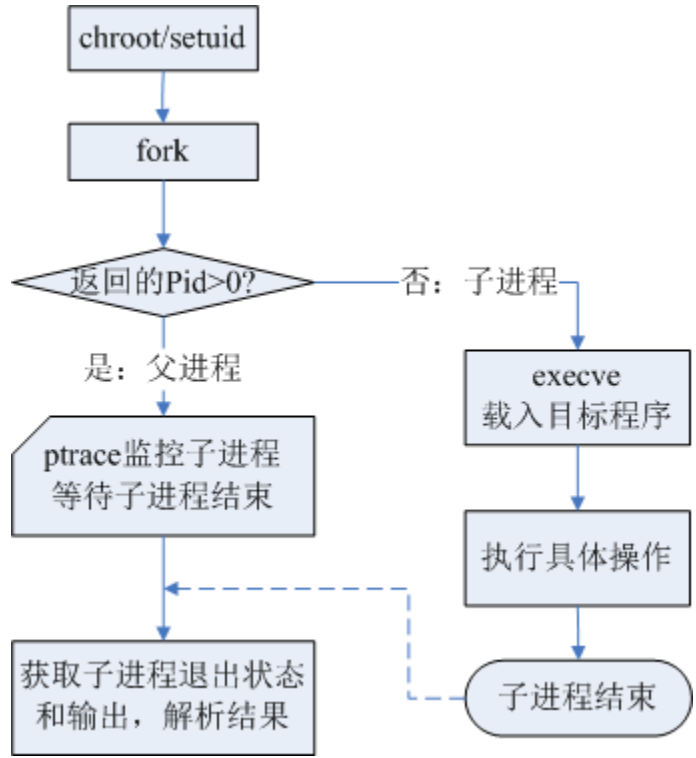 chroot/setuid
fork
返回的Pid>0?
否：子进程
是：父进程
execve
载入目标程序
ptrace监控子进程
等待子进程结束
执行具体操作
获取子进程退出状态
和输出，解析结果
子进程结束